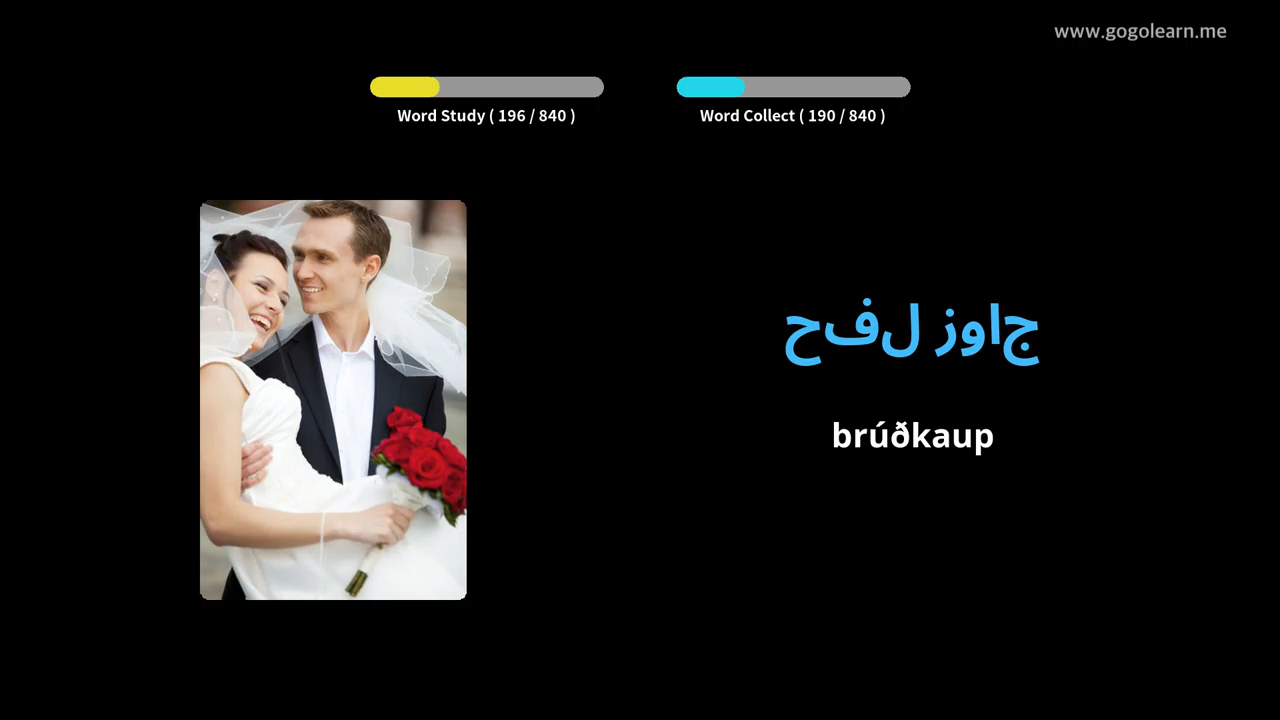 www.gogolearn.me
Word Study ( 196 / 840 )
Word Collect ( 190 / 840 )
حفل زواج
brúðkaup